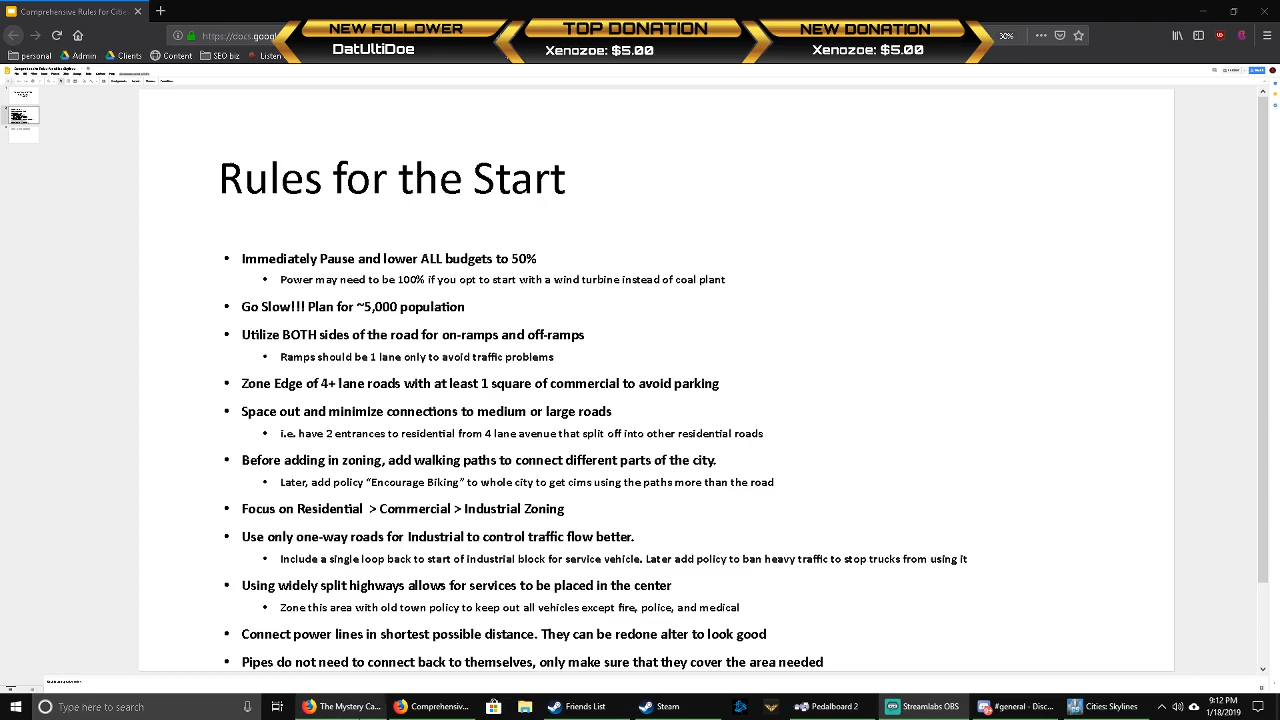 Comprehensive Rules for Citie
NEW FOLLOWER
DatUltiDoe
TOP DONATION
Xenozoe: $5.00
NEW DONATION
Xenozoe: $5.00
https://docs.googl
30%
Common
Content
Admin
Clients
Content
SEO biz
Listen
Rules for the Start
• Immediately Pause and lower ALL budgets to 50%
• Power may need to be 100% if you opt to start with a wind turbine instead of coal plant
• Go Slow!!! Plan for ~5,000 population
• Utilize BOTH sides of the road for on-ramps and off-ramps
• Ramps should be 1 lane only to avoid traffic problems
• Zone Edge of 4+ lane roads with at least 1 square of commercial to avoid parking
• Space out and minimize connections to medium or large roads
• i.e. have 2 entrances to residential from 4 lane avenue that split off into other residential roads
• Before adding in zoning, add walking paths to connect different parts of the city.
• Later, add policy “Encourage Biking” to whole city to get cims using the paths more than the road
• Focus on Residential > Commercial > Industrial Zoning
• Use only one-way roads for Industrial to control traffic flow better.
• Include a single loop back to start of industrial block for service vehicle. Later add policy to ban heavy traffic to stop trucks from using it
• Using widely split highways allows for services to be placed in the center
• Zone this area with old town policy to keep out all vehicles except fire, police, and medical
• Connect power lines in shortest possible distance. They can be redone alter to look good
• Pipes do not need to connect back to themselves, only make sure that they cover the area needed
Type here to search
The Mystery Ca...
Comprehensiv...
Friends List
Steam
Pedalboard 2
Streamlabs OBS
#general - Disc...
Cities: Skylines
9:12 PM
1/18/2019